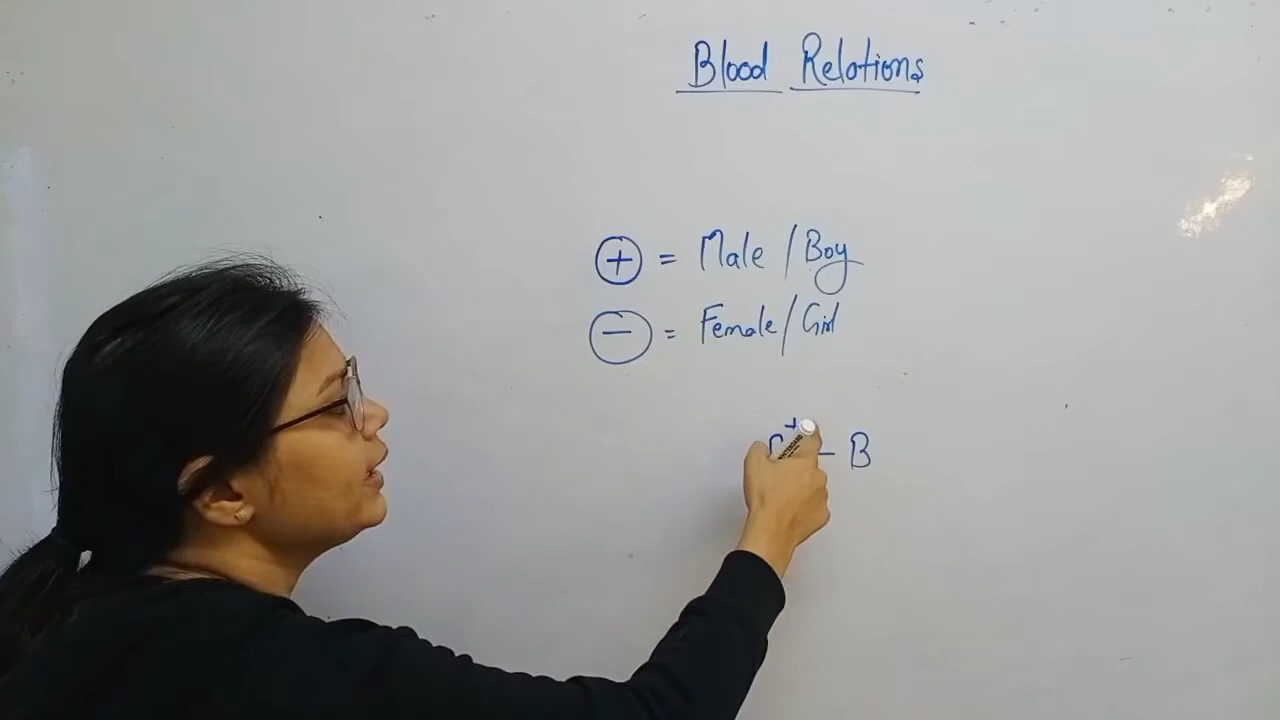 Blood Relations
+ = Male / Boy
- = Female / Girl
+ – B